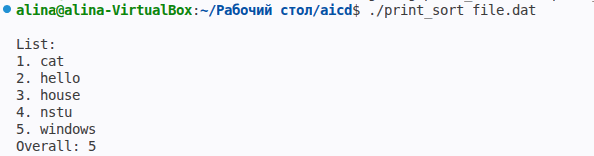 alina@alina-VirtualBox:~/Рабочий стол/aicd$ ./print_sort file.dat
List:
1. cat
2. hello
3. house
4. nstu
5. windows
Overall: 5